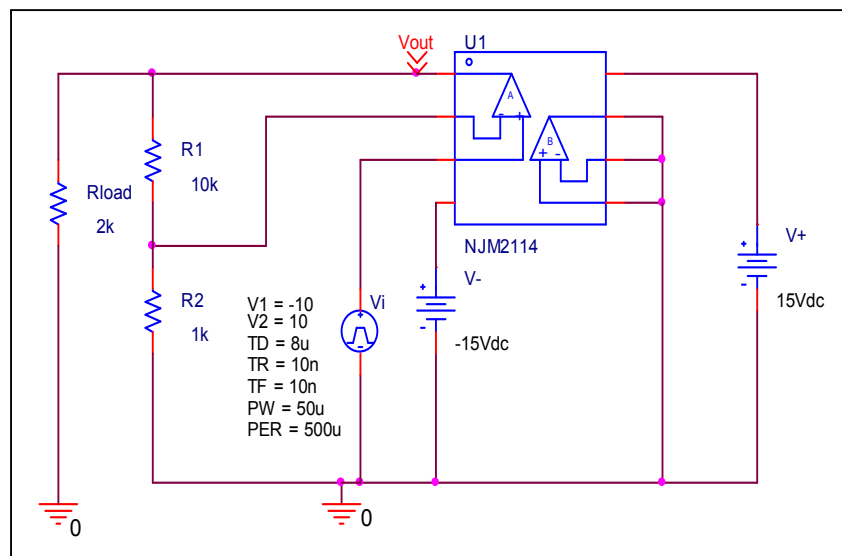 Vout
U1
A
- +
B
+ -
R1
10k
Rload
2k
NJM2114
V+
+
-
15Vdc
V-
+
-
-15Vdc
R2
1k
Vi
+
-
V1 = -10
V2 = 10
TD = 8u
TR = 10n
TF = 10n
PW = 50u
PER = 500u
0
0